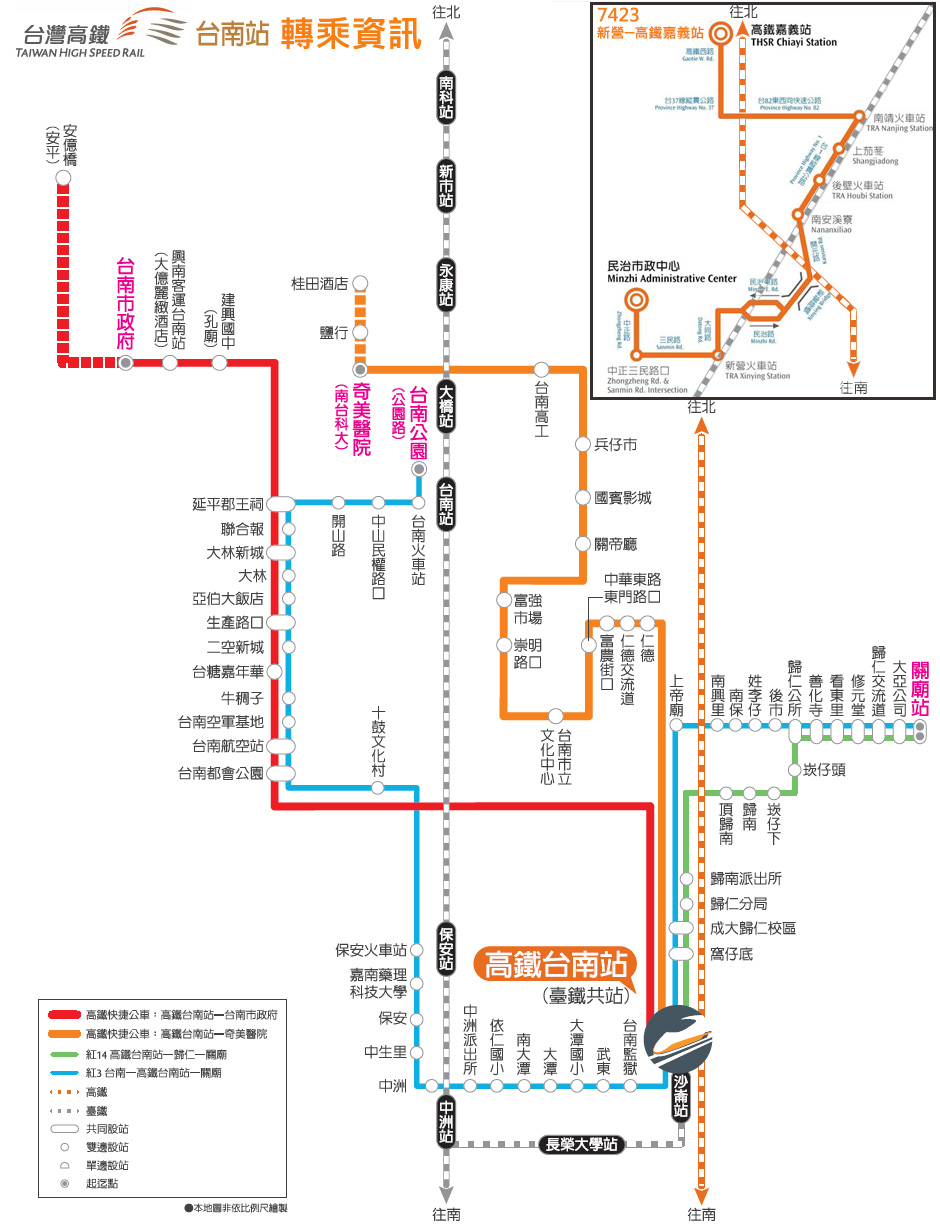 台灣高鐵
TAIWAN HIGH SPEED RAIL
台南站 轉乘資訊
往北
南科站
新市站
永康站
大橋站
台南站
保安站
中洲站
往南
7423
新營─高鐵嘉義站
往北
高鐵嘉義站
THSR Chiayi Station
高鐵西路
Gaotie W. Rd.
台37線縱貫公路
Province Highway No. 37
台82東西向快速公路
Province Highway No. 82
南靖火車站
TRA Nanjing Station
Province Highway No. 1
上茄苳
Shangjiadong
後壁火車站
TRA Houbi Station
南安溪寮
Nananxiliao
民治市政中心
Minzhi Administrative Center
民治東路
Minzhi E. Rd.
Xinying Bridge
中正路
Zhongzheng Rd.
三民路
Sanmin Rd.
大同路
Datong Rd.
民治路
Minzhi Rd.
中正三民路口
Zhongzheng Rd. &
Sanmin Rd. Intersection
新營火車站
TRA Xinying Station
往南
安億橋
(安平)
台南市政府
興南客運台南站
(大億麗緻酒店)
建興國中
(孔廟)
桂田酒店
鹽行
奇美醫院
(南台科大)
台南公園
(公園路)
台南高工
兵仔市
國賓影城
關帝廳
富強
市場
崇明
路口
台南市立
文化中心
中華東路
東門路口
富農街口
仁德交流道
仁德
延平郡王祠
聯合報
大林新城
大林
亞伯大飯店
生產路口
二空新城
台糖嘉年華
牛稠子
台南空軍基地
台南航空站
台南都會公園
開山路
中山民權路口
台南火車站
十鼓文化村
往北
上帝廟
南興里
南保
姓李仔
後市
歸仁公所
善化寺
看東里
修元堂
歸仁交流道
大亞公司
關廟站
崁仔頭
頂歸南
歸南
崁仔下
歸南派出所
歸仁分局
成大歸仁校區
窩仔底
保安火車站
嘉南藥理
科技大學
保安
中生里
中洲
中洲派出所
依仁國小
南大潭
大潭
大潭國小
武東
台南監獄
高鐵台南站
(臺鐵共站)
沙崙站
長榮大學站
往南
高鐵快捷公車：高鐵台南站─台南市政府
高鐵快捷公車：高鐵台南站─奇美醫院
紅14 高鐵台南站─歸仁─關廟
紅3 台南─高鐵台南站─關廟
高鐵
臺鐵
共同設站
雙邊設站
單邊設站
起迄點
●本地圖非依比例尺繪製